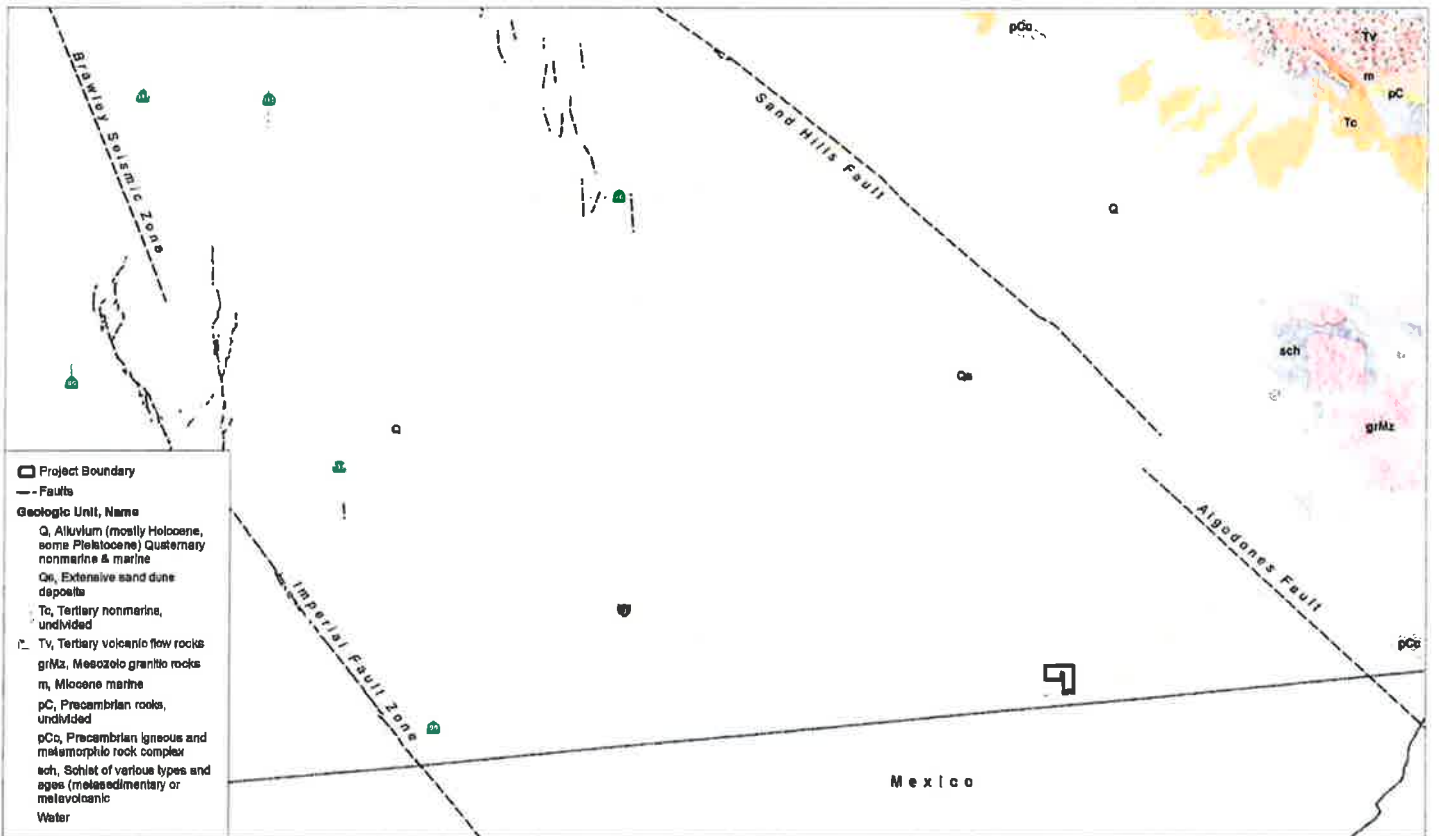 pCc
Tv
m
pC
Tc
Brawley Seismic Zone
Sand Hills Fault
Q
Qs
sch
grMz
Q
Project Boundary
Faults
Geologic Unit, Name
Q, Alluvium (mostly Holocene,
some Pleistocene) Quaternary
nonmarine & marine
Qs, Extensive sand dune
deposits
Tc, Tertiary nonmarine,
undivided
Tv, Tertiary volcanic flow rocks
grMz, Mesozoic granitic rocks
m, Miocene marine
pC, Precambrian rocks,
undivided
pCc, Precambrian igneous and
metamorphic rock complex
sch, Schist of various types and
ages (metasedimentary or
metavolcanic
Water
Imperial Fault Zone
Algodones Fault
pCc
Mexico